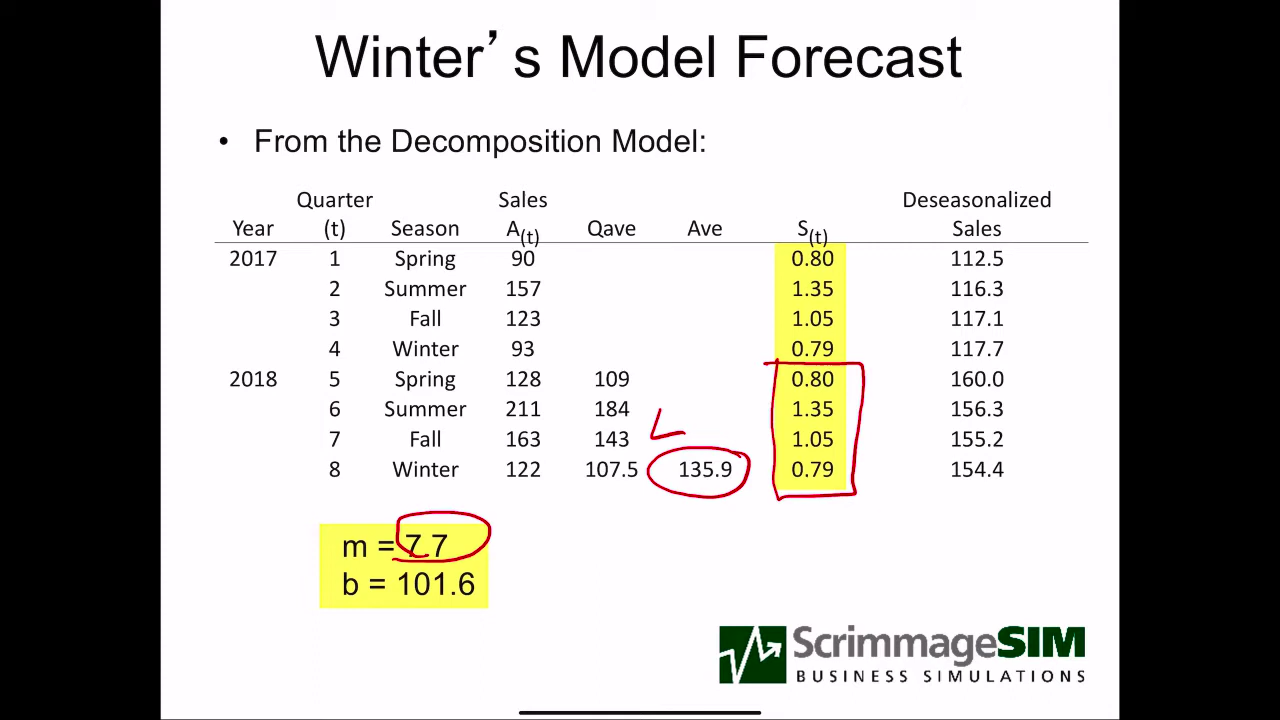 Winter's Model Forecast
• From the Decomposition Model:
Quarter Sales Deseasonalized
Year (t) Season A(t) Qave Ave S(t) Sales
2017 1 Spring 90 0.80 112.5
2 Summer 157 1.35 116.3
3 Fall 123 1.05 117.1
4 Winter 93 0.79 117.7
2018 5 Spring 128 109 0.80 160.0
6 Summer 211 184 1.35 156.3
7 Fall 163 143 1.05 155.2
8 Winter 122 107.5 135.9 0.79 154.4
m = 7.7
b = 101.6
ScrimmageSIM
BUSINESS SIMULATIONS